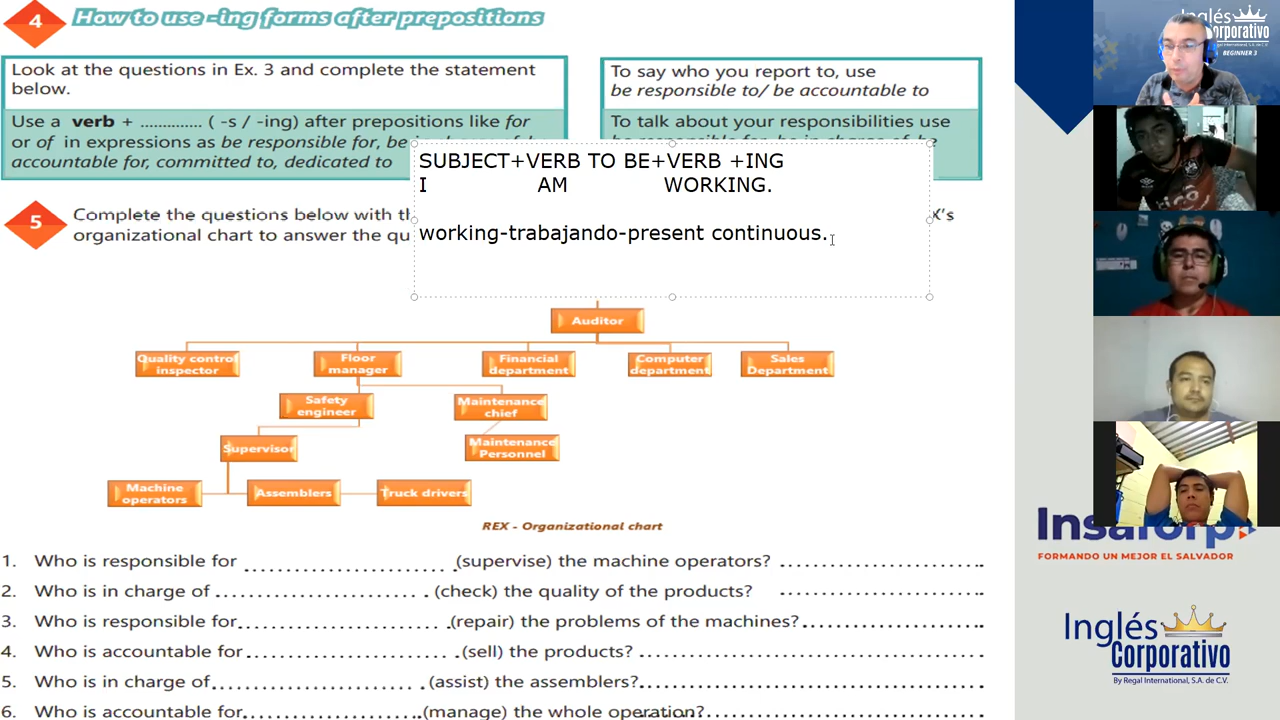 4 How to use -ing forms after prepositions
Look at the questions in Ex. 3 and complete the statement
below.
Use a verb + ............. ( -s / -ing) after prepositions like for
or of in expressions as be responsible for, be
accountable for, committed to, dedicated to
To say who you report to, use
be responsible to/ be accountable to
To talk about your responsibilities use
SUBJECT+VERB TO BE+VERB +ING
I AM WORKING.
working-trabajando-present continuous.
5 Complete the questions below with th
X's
organizational chart to answer the qu
Auditor
Quality control
inspector
Floor
manager
Financial
department
Computer
department
Sales
Department
Safety
engineer
Maintenance
chief
Supervisor
Maintenance
Personnel
Machine
operators
Assemblers
Truck drivers
REX - Organizational chart
1. Who is responsible for ............................ (supervise) the machine operators? ............................
2. Who is in charge of ............................ (check) the quality of the products? ............................
3. Who is responsible for ............................ (repair) the problems of the machines? ............................
4. Who is accountable for ............................ (sell) the products? ............................
5. Who is in charge of ............................ (assist) the assemblers? ............................
6. Who is accountable for ............................ (manage) the whole operation? ............................
Inglés
Corporativo
BEGINNER 3
Insaforp
FORMANDO UN MEJOR EL SALVADOR
Inglés
Corporativo
By Regal International, S.A. de C.V.